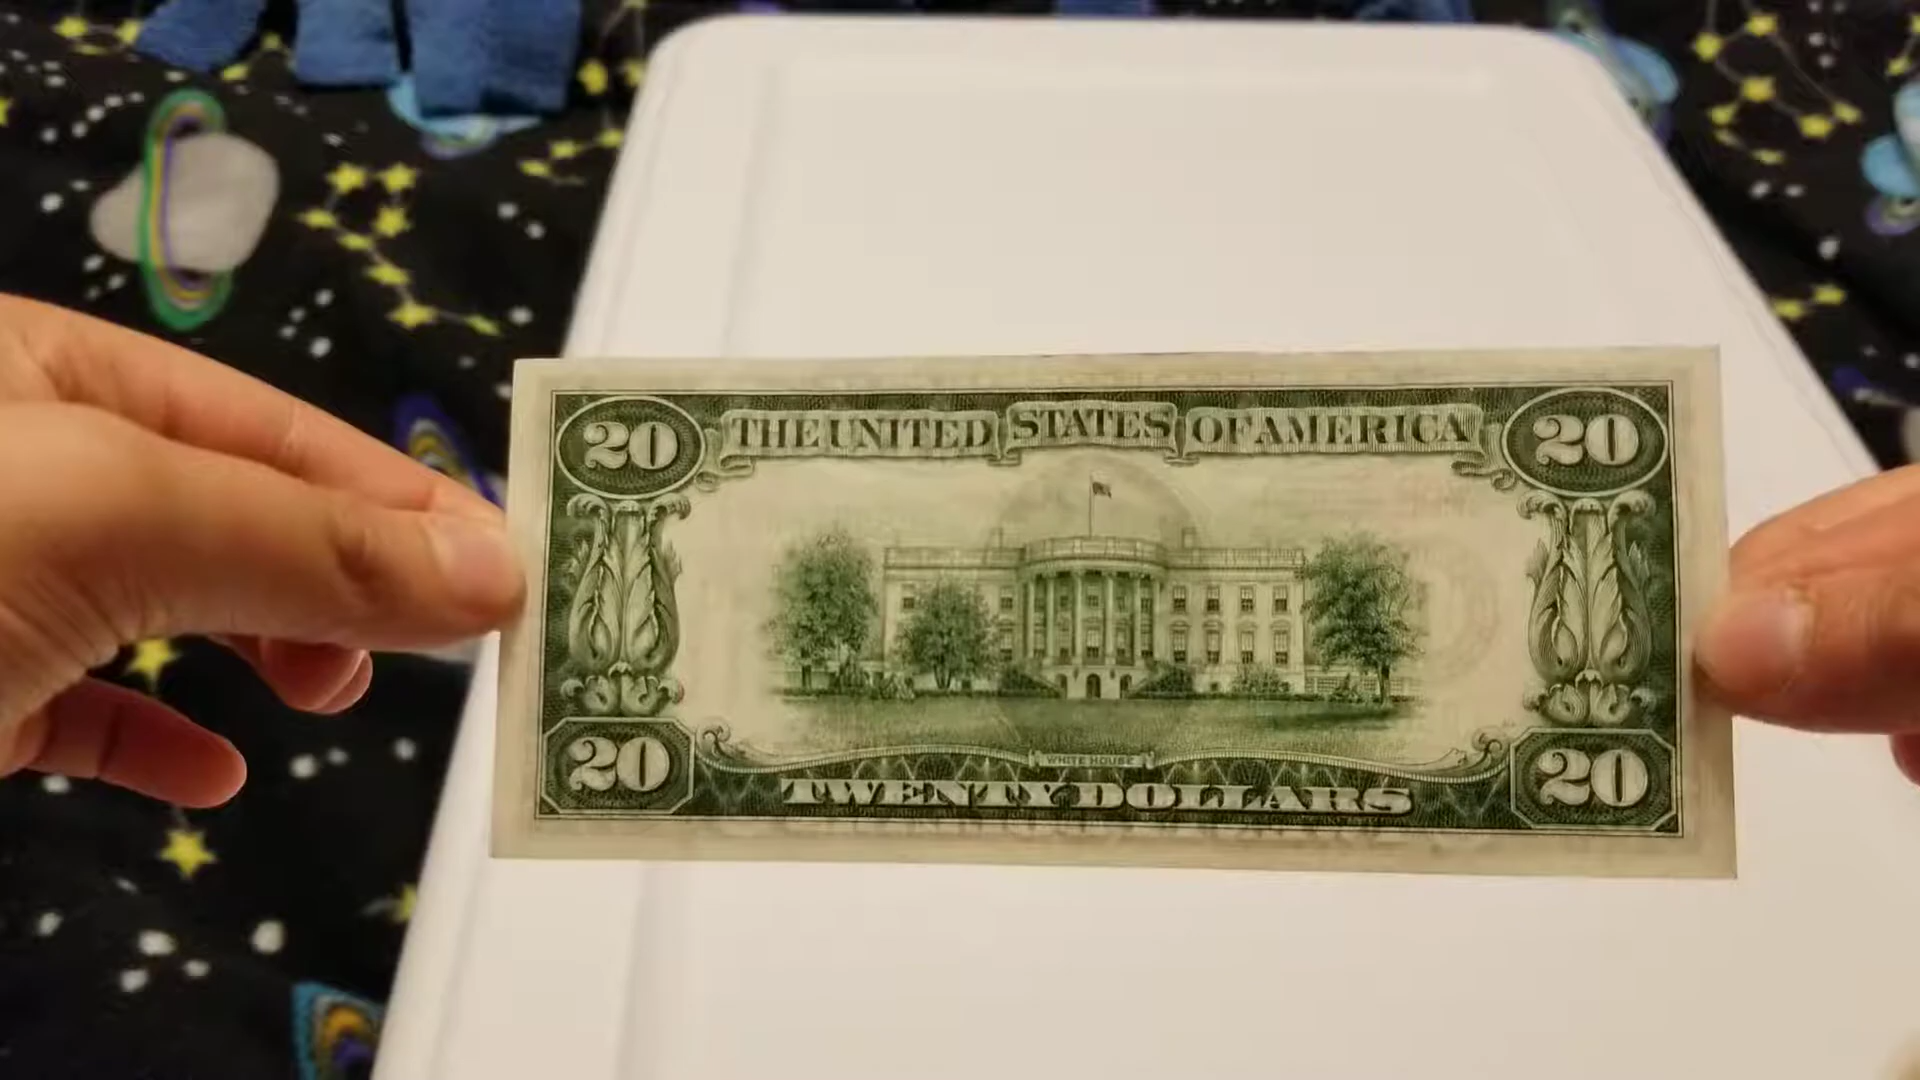 20 THE UNITED STATES OF AMERICA 20
WHITE HOUSE
20 TWENTY DOLLARS 20